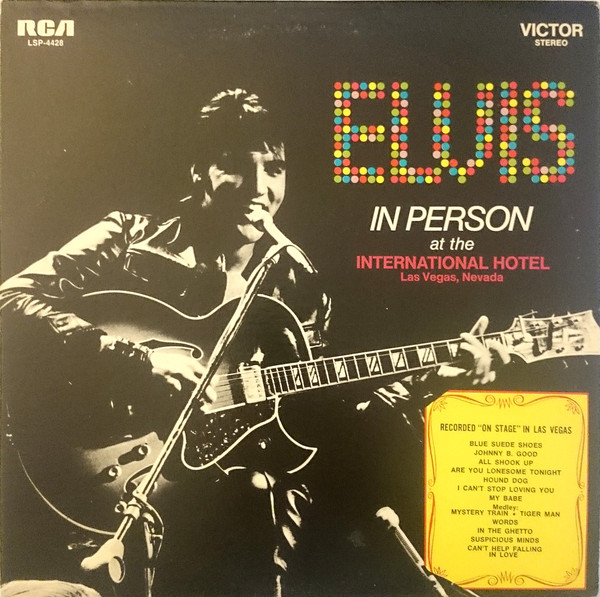 RCA
LSP-4428
VICTOR
STEREO
ELVIS
IN PERSON
at the
INTERNATIONAL HOTEL
Las Vegas, Nevada
RECORDED "ON STAGE" IN LAS VEGAS
BLUE SUEDE SHOES
JOHNNY B. GOOD
ALL SHOOK UP
ARE YOU LONESOME TONIGHT
HOUND DOG
I CAN'T STOP LOVING YOU
MY BABE
Medley:
MYSTERY TRAIN • TIGER MAN
WORDS
IN THE GHETTO
SUSPICIOUS MINDS
CAN'T HELP FALLING
IN LOVE